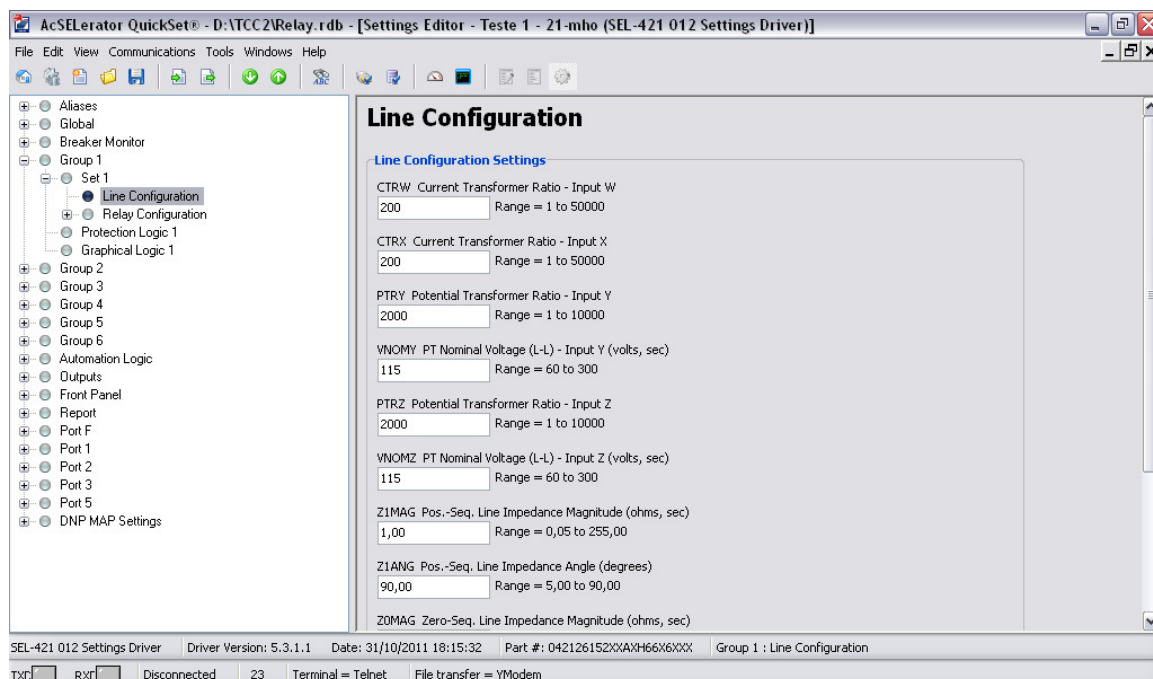 AcSELerator QuickSet® - D:\TCC2\Relay.rdb - [Settings Editor - Teste 1 - 21-mho (SEL-421 012 Settings Driver)]
File Edit View Communications Tools Windows Help
Aliases
Global
Breaker Monitor
Group 1
Set 1
Line Configuration
Relay Configuration
Protection Logic 1
Graphical Logic 1
Group 2
Group 3
Group 4
Group 5
Group 6
Automation Logic
Outputs
Front Panel
Report
Port F
Port 1
Port 2
Port 3
Port 5
DNP MAP Settings
Line Configuration
Line Configuration Settings
CTRW Current Transformer Ratio - Input W
200 Range = 1 to 50000
CTRX Current Transformer Ratio - Input X
200 Range = 1 to 50000
PTRY Potential Transformer Ratio - Input Y
2000 Range = 1 to 10000
VNOMY PT Nominal Voltage (L-L) - Input Y (volts, sec)
115 Range = 60 to 300
PTRZ Potential Transformer Ratio - Input Z
2000 Range = 1 to 10000
VNOMZ PT Nominal Voltage (L-L) - Input Z (volts, sec)
115 Range = 60 to 300
Z1MAG Pos.-Seq. Line Impedance Magnitude (ohms, sec)
1,00 Range = 0,05 to 255,00
Z1ANG Pos.-Seq. Line Impedance Angle (degrees)
90,00 Range = 5,00 to 90,00
Z0MAG Zero-Seq. Line Impedance Magnitude (ohms, sec)
SEL-421 012 Settings Driver Driver Version: 5.3.1.1 Date: 31/10/2011 18:15:32 Part #: 042126152XXAXH66X6XXX Group 1 : Line Configuration
TXD RXD Disconnected 23 Terminal = Telnet File transfer = YModem